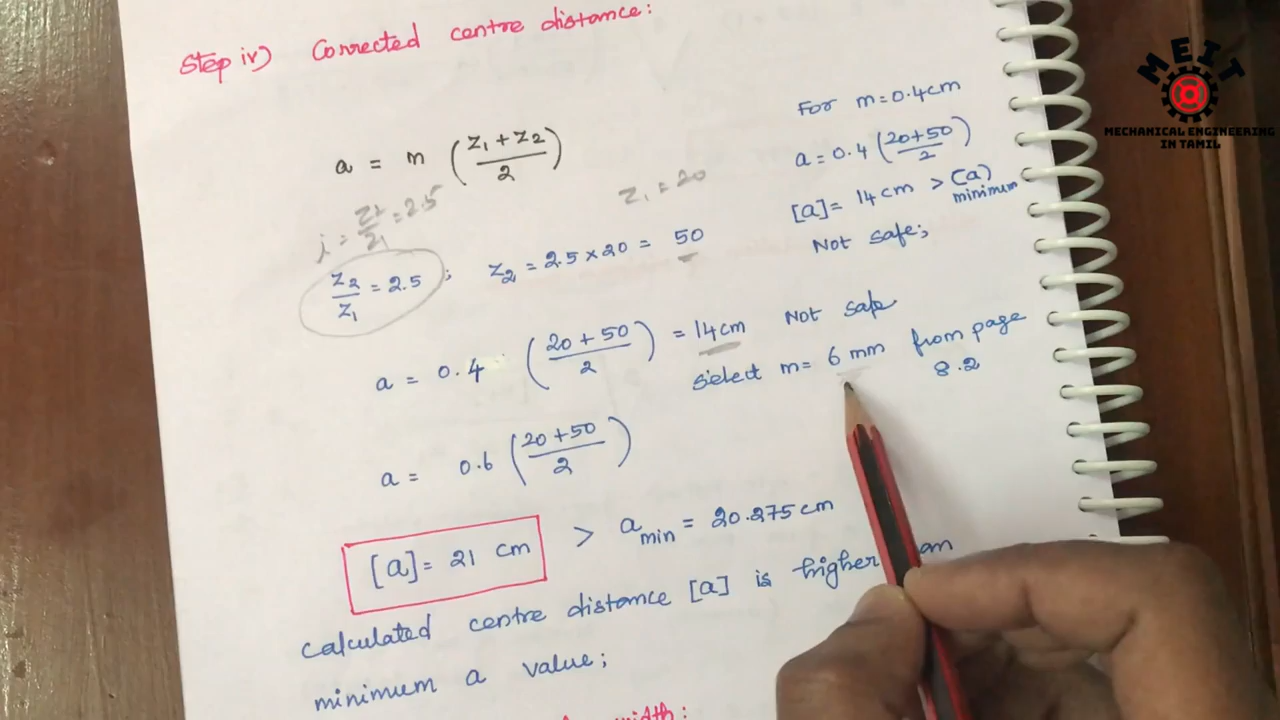 Step iv) Corrected centre distance:
a = m (Z1 + Z2 / 2)
i = Z2/Z1 = 2.5
Z1 = 20
Z2/Z1 = 2.5 ; Z2 = 2.5 × 20 = 50
For m = 0.4cm
a = 0.4 (20+50 / 2)
[a] = 14 cm > (a) minimum
Not safe;
a = 0.4 (20 + 50 / 2) = 14cm Not safe
Select m = 6 mm from page 8.2
a = 0.6 (20 + 50 / 2)
[a] = 21 cm > a min = 20.275 cm
calculated centre distance [a] is higher
minimum a value;
MEIT
MECHANICAL ENGINEERING
IN TAMIL